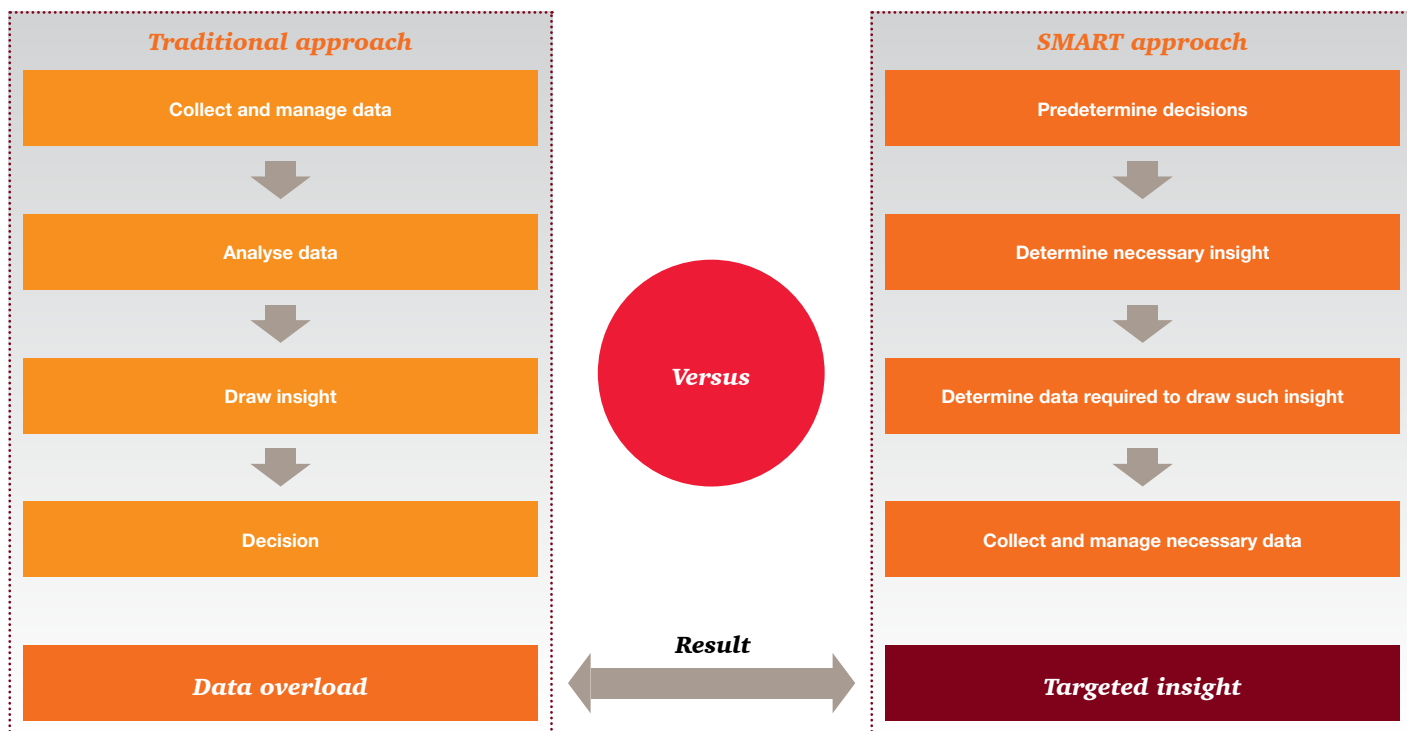 Traditional approach
Collect and manage data
Analyse data
Draw insight
Decision
Data overload
Versus
Result
SMART approach
Predetermine decisions
Determine necessary insight
Determine data required to draw such insight
Collect and manage necessary data
Targeted insight